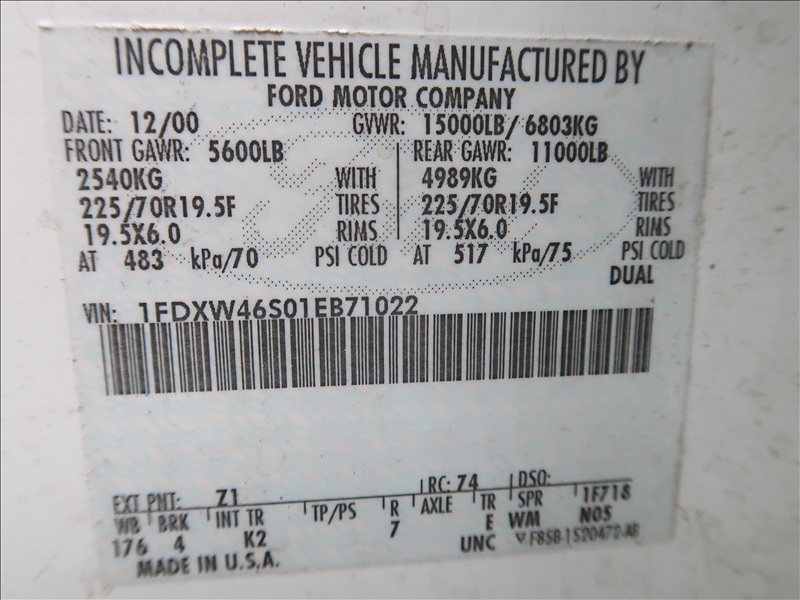 INCOMPLETE VEHICLE MANUFACTURED BY
FORD MOTOR COMPANY
DATE: 12/00 GVWR: 15000LB/ 6803KG
FRONT GAWR: 5600LB REAR GAWR: 11000LB
2540KG WITH 4989KG WITH
225/70R19.5F TIRES 225/70R19.5F TIRES
19.5X6.0 RIMS 19.5X6.0 RIMS
AT 483 kPa/70 PSI COLD AT 517 kPa/75 PSI COLD
DUAL
VIN: 1FDXW46S01EB71022
EXT PNT: Z1 RC: 74 DSO:
WB BRK INT TR TP/PS R AXLE TR SPR 1F718
176 4 K2 7 E WM N05
UNC F85B-1520472-AB
MADE IN U.S.A.